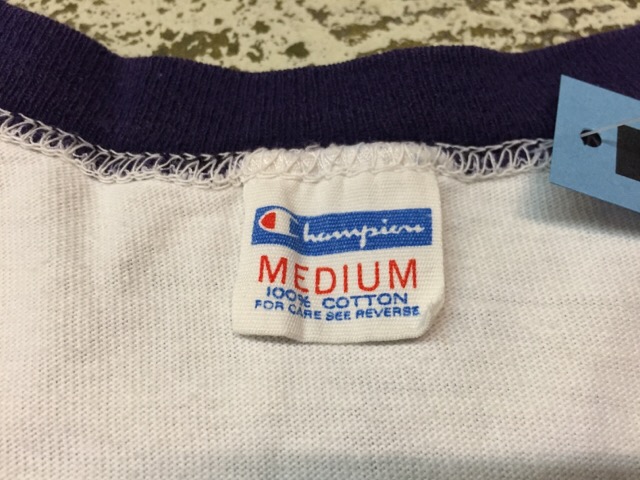 Champion
MEDIUM
100% COTTON
FOR CARE SEE REVERSE